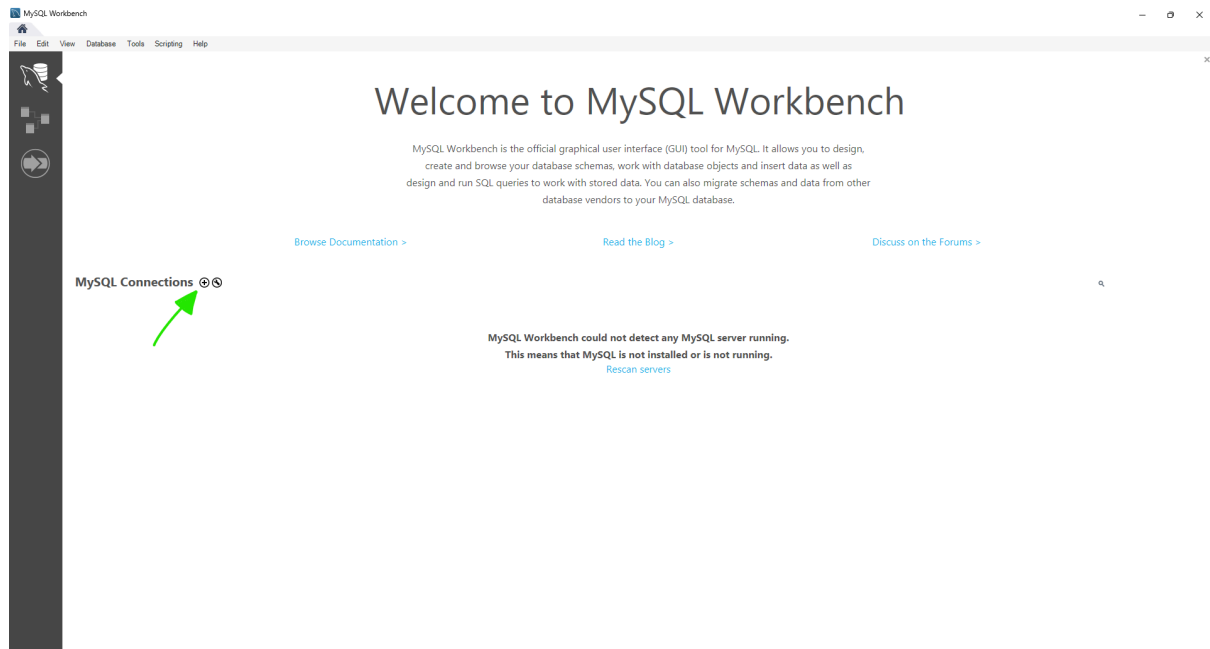 MySQL Workbench
File Edit View Database Tools Scripting Help
Welcome to MySQL Workbench
MySQL Workbench is the official graphical user interface (GUI) tool for MySQL. It allows you to design,
create and browse your database schemas, work with database objects and insert data as well as
design and run SQL queries to work with stored data. You can also migrate schemas and data from other
database vendors to your MySQL database.
Browse Documentation > Read the Blog > Discuss on the Forums >
MySQL Connections
MySQL Workbench could not detect any MySQL server running.
This means that MySQL is not installed or is not running.
Rescan servers